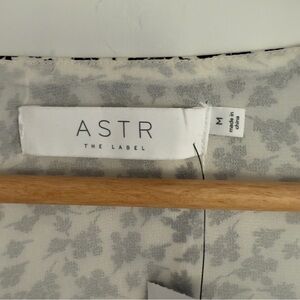 ASTR
THE LABEL
M
made in
china